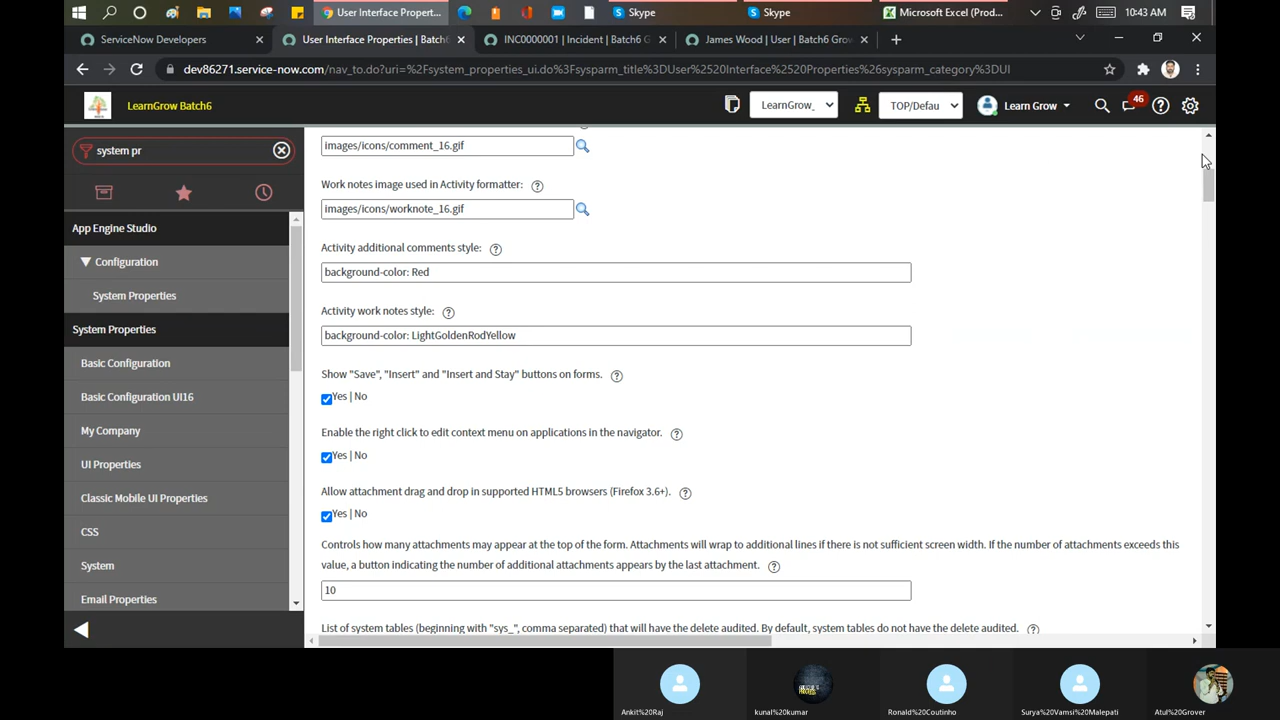 Skype
Skype
User Interface Propert...
Microsoft Excel (Prod...
10:43 AM
ServiceNow Developers
User Interface Properties | Batch6
INC0000001 | Incident | Batch6 G
James Wood | User | Batch6 Grow
dev86271.service-now.com/nav_to.do?uri=%2Fsystem_properties_ui.do%3Fsysparm_title%3DUser%2520Interface%2520Properties%26sysparm_category%3DUI
LearnGrow Batch6
LearnGrow_
TOP/Defau
Learn Grow
46
system pr
App Engine Studio
Configuration
System Properties
System Properties
Basic Configuration
Basic Configuration UI16
My Company
UI Properties
Classic Mobile UI Properties
CSS
System
Email Properties
images/icons/comment_16.gif
Work notes image used in Activity formatter:
images/icons/worknote_16.gif
Activity additional comments style:
background-color: Red
Activity work notes style:
background-color: LightGoldenRodYellow
Show "Save", "Insert" and "Insert and Stay" buttons on forms.
Yes | No
Enable the right click to edit context menu on applications in the navigator.
Yes | No
Allow attachment drag and drop in supported HTML5 browsers (Firefox 3.6+).
Yes | No
Controls how many attachments may appear at the top of the form. Attachments will wrap to additional lines if there is not sufficient screen width. If the number of attachments exceeds this
value, a button indicating the number of additional attachments appears by the last attachment.
10
List of system tables (beginning with "sys_", comma separated) that will have the delete audited. By default, system tables do not have the delete audited.
Ankit%20Raj
kunal%20kumar
Ronald%20Coutinho
Surya%20Vamsi%20Malepati
Atul%20Grover